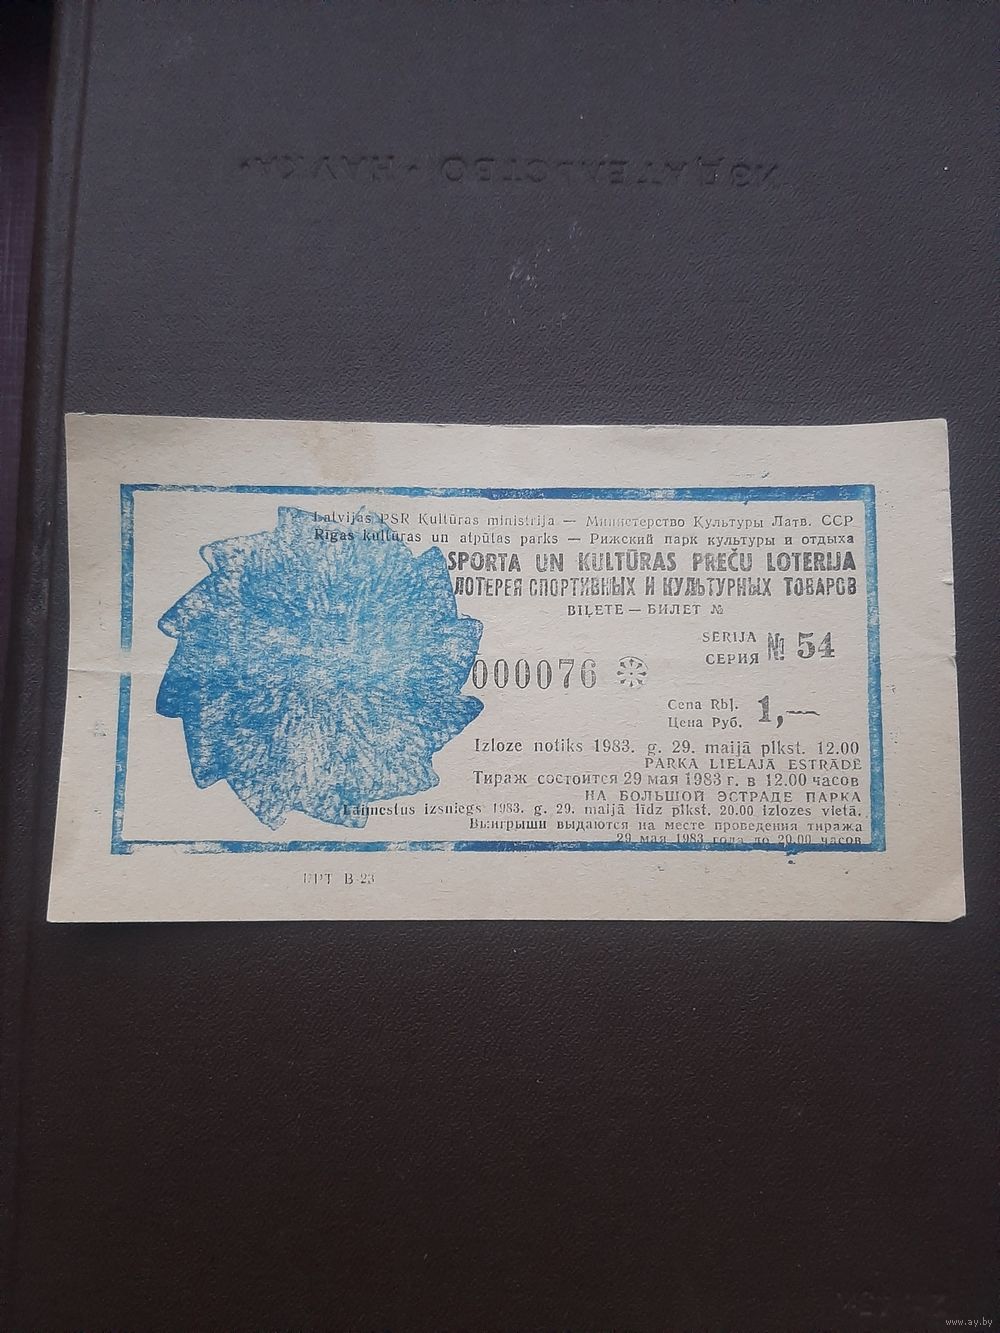 ИЗДАТЕЛЬСТВО «НАУКА»
Latvijas PSR Kultūras ministrija — Министерство Культуры Латв. ССР
Rīgas kultūras un atpūtas parks — Рижский парк культуры и отдыха
SPORTA UN KULTŪRAS PREČU LOTERIJA
ЛОТЕРЕЯ СПОРТИВНЫХ И КУЛЬТУРНЫХ ТОВАРОВ
BIĻETE — БИЛЕТ №
SERIJA
СЕРИЯ № 54
000076
Cena Rbļ.
Цена Руб. 1,—
Izloze notiks 1983. g. 29. maijā plkst. 12.00
PARKA LIELAJĀ ESTRĀDĒ
Тираж состоится 29 мая 1983 г. в 12.00 часов
НА БОЛЬШОЙ ЭСТРАДЕ ПАРКА
Laimestus izsniegs 1983. g. 29. maijā līdz plkst. 20.00 izlozes vietā.
Выигрыши выдаются на месте проведения тиража
29 мая 1983 года до 20.00 часов
В-23
www.ay.by